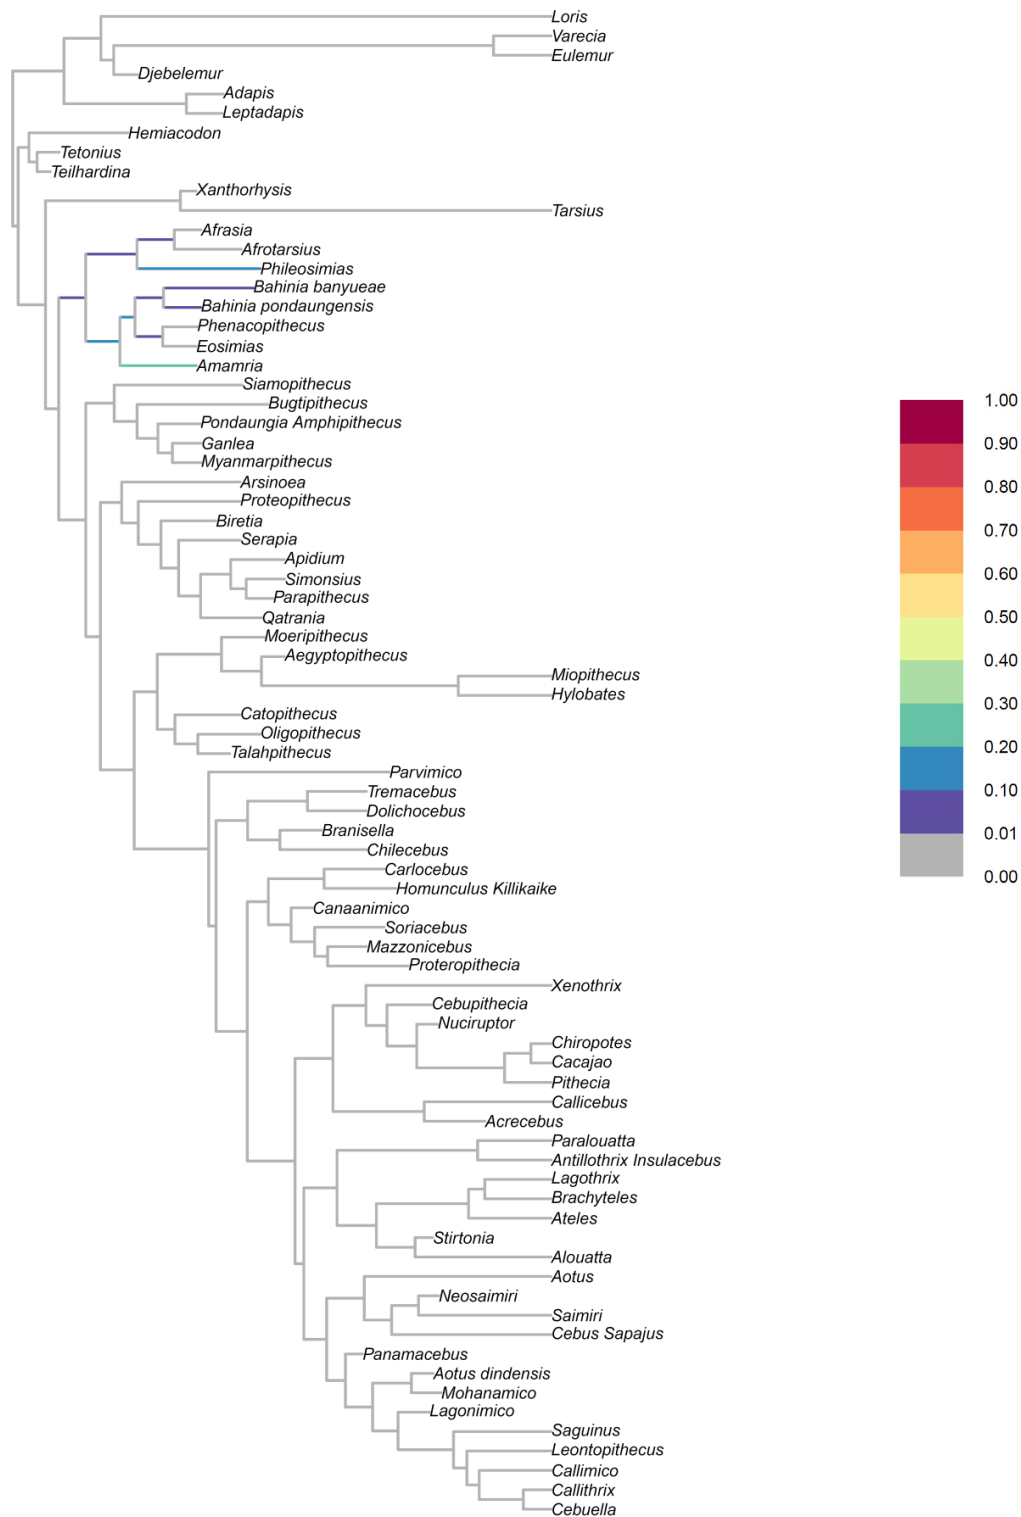 Loris
Varecia
Eulemur
Djebelemur
Adapis
Leptadapis
Hemiacodon
Tetonius
Teilhardina
Xanthorhysis
Tarsius
Afrasia
Afrotarsius
Phileosimias
Bahinia banyueae
Bahinia pondaungensis
Phenacopithecus
Eosimias
Amamria
Siamopithecus
Bugtipithecus
Pondaungia Amphipithecus
Ganlea
Myanmarpithecus
Arsinoea
Proteopithecus
Biretia
Serapia
Apidium
Simonsius
Parapithecus
Qatrania
Moeripithecus
Aegyptopithecus
Miopithecus
Hylobates
Catopithecus
Oligopithecus
Talahpithecus
Parvimico
Tremacebus
Dolichocebus
Branisella
Chilecebus
Carlocebus
Homunculus Killikaike
Canaanimico
Soriacebus
Mazzonicebus
Proteropithecia
Xenothrix
Cebupithecia
Nuciruptor
Chiropotes
Cacajao
Pithecia
Callicebus
Acrecebus
Paralouatta
Antillothrix Insulacebus
Lagothrix
Brachyteles
Ateles
Stirtonia
Alouatta
Aotus
Neosaimiri
Saimiri
Cebus Sapajus
Panamacebus
Aotus dindensis
Mohanamico
Lagonimico
Saguinus
Leontopithecus
Callimico
Callithrix
Cebuella
1.00
0.90
0.80
0.70
0.60
0.50
0.40
0.30
0.20
0.10
0.01
0.00